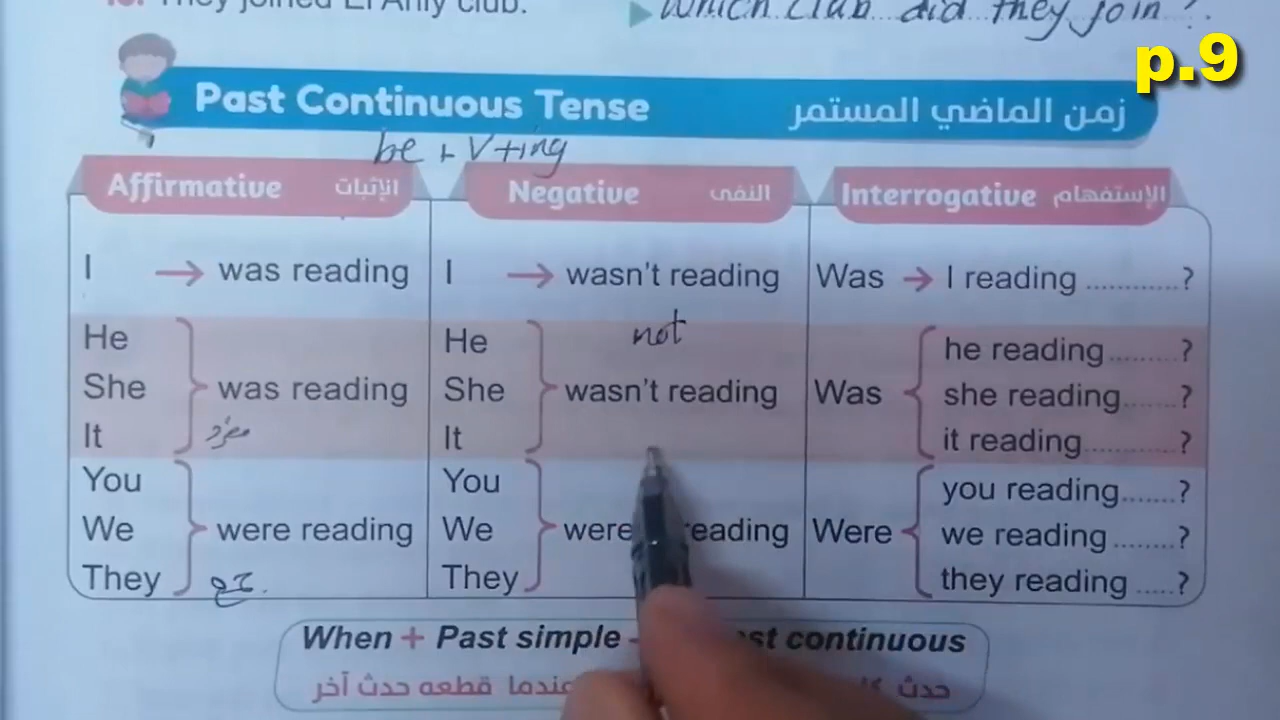 They joined El Ahly club.
Which club did they join?
p.9
Past Continuous Tense زمن الماضي المستمر
be + V+ing
Affirmative الإثبات
Negative النفى
Interrogative الإستفهام
I → was reading
I → wasn't reading
Was → I reading ............?
not
He
She was reading
It مفرد
He
She wasn't reading
It
Was he reading.........?
she reading......?
it reading............?
You
We were reading
They جمع
You
We were reading
They
Were you reading.......?
we reading ........?
they reading .....?
When + Past simple continuous
حدث عندما قطعه حدث آخر